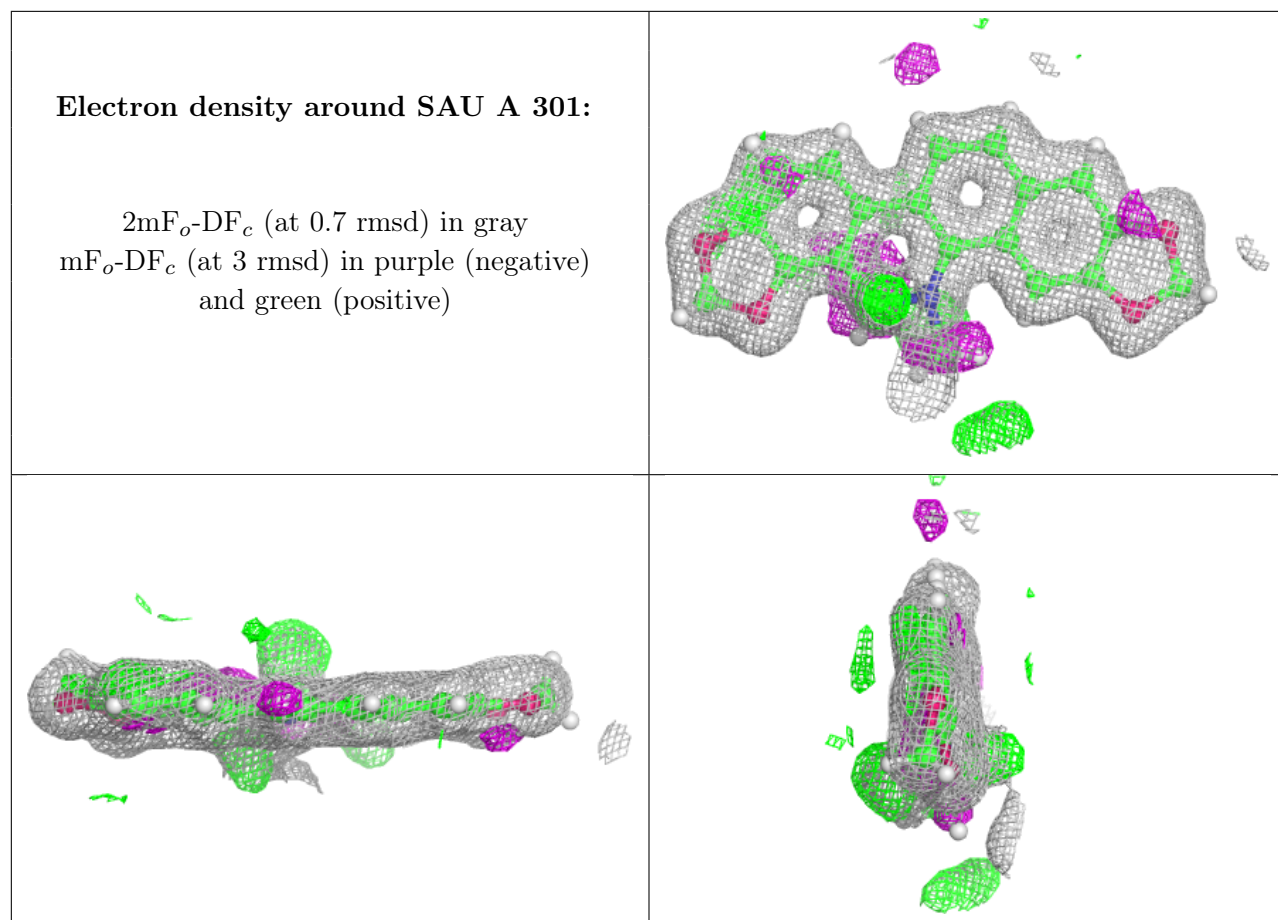 Electron density around SAU A 301:
2mFₒ-DF𝒸 (at 0.7 rmsd) in gray
mFₒ-DF𝒸 (at 3 rmsd) in purple (negative)
and green (positive)